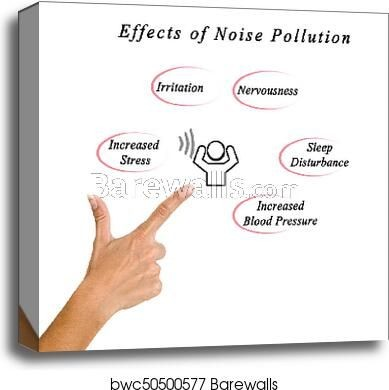 Effects of Noise Pollution
Irritation
Nervousness
Increased
Stress
Sleep
Disturbance
Increased
Blood Pressure
Barewalls.com
bwc50500577 Barewalls